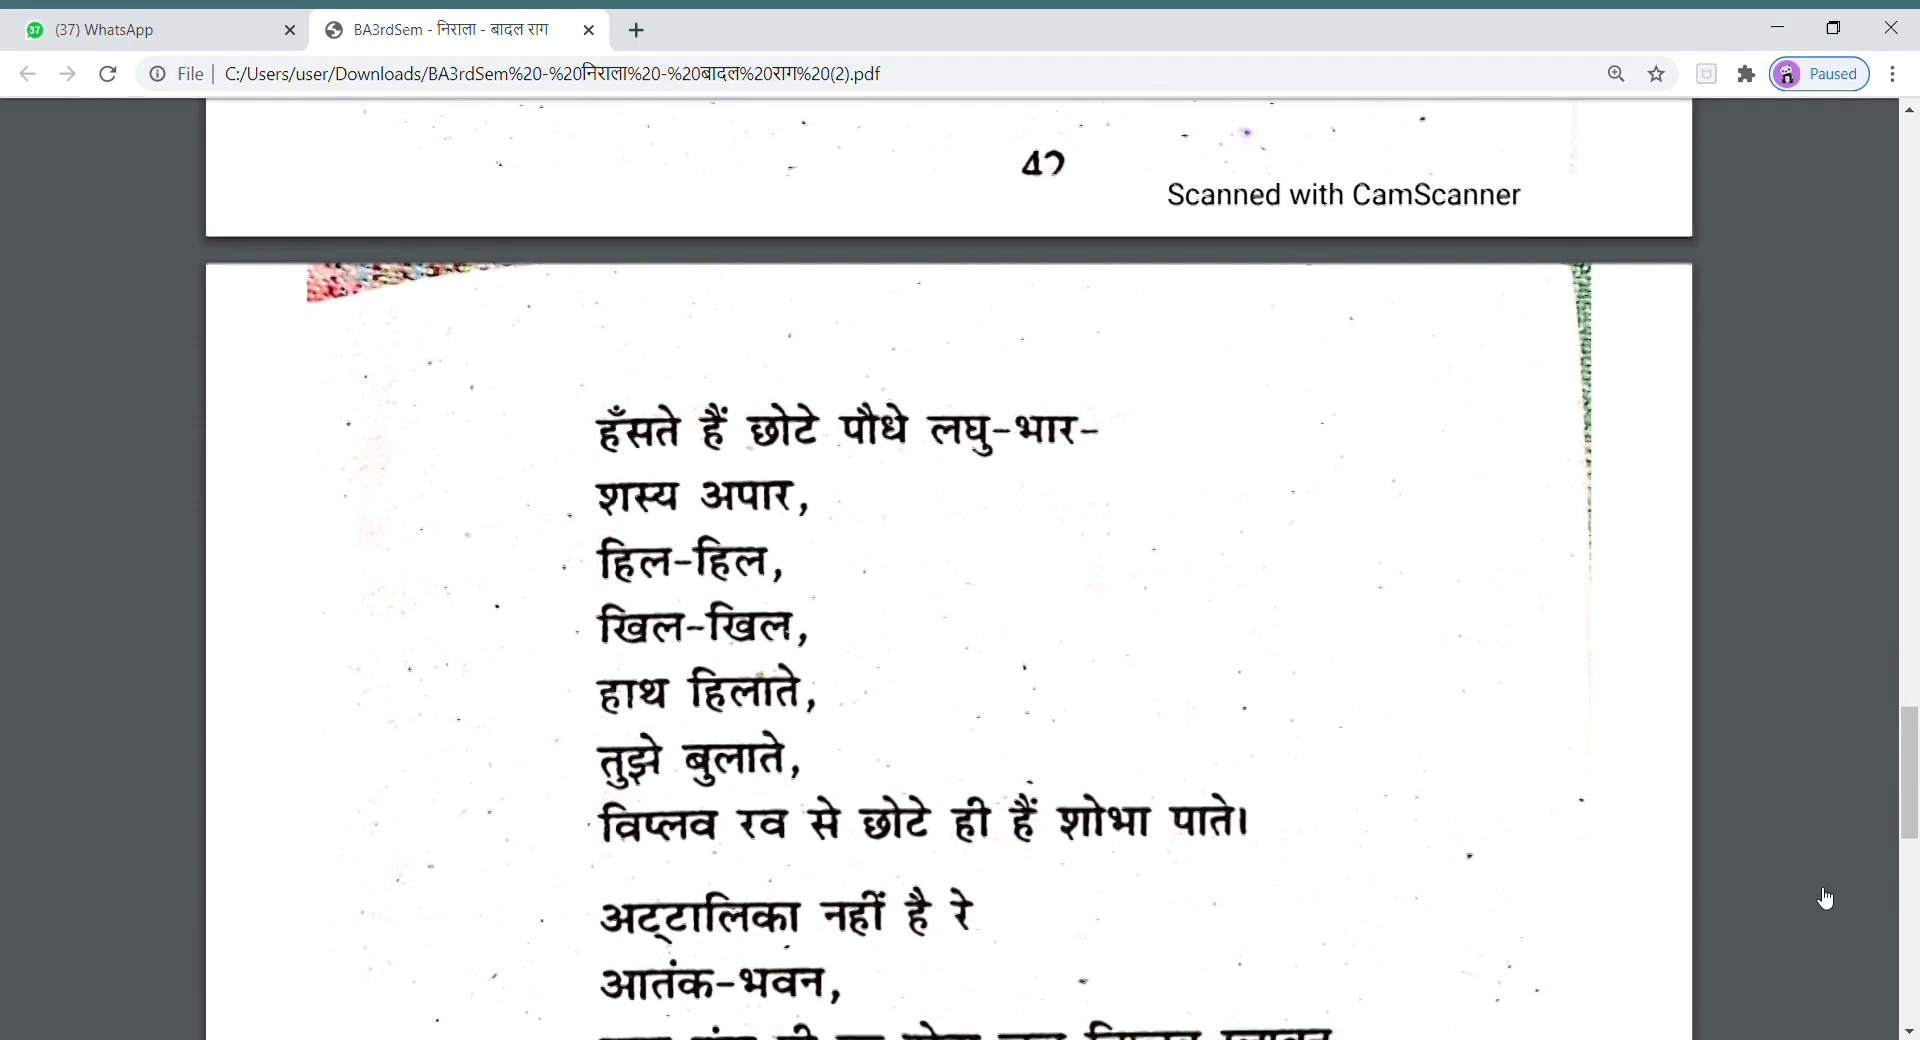 37 (37) WhatsApp
BA3rdSem - निराला - बादल राग
File
C:/Users/user/Downloads/BA3rdSem%20-%20निराला%20-%20बादल%20राग%20(2).pdf
Paused
Scanned with CamScanner
हँसते हैं छोटे पौधे लघु-भार-
शस्य अपार,
हिल-हिल,
खिल-खिल,
हाथ हिलाते,
तुझे बुलाते,
विप्लव रव से छोटे ही हैं शोभा पाते।
अट्टालिका नहीं है रे
आतंक-भवन,